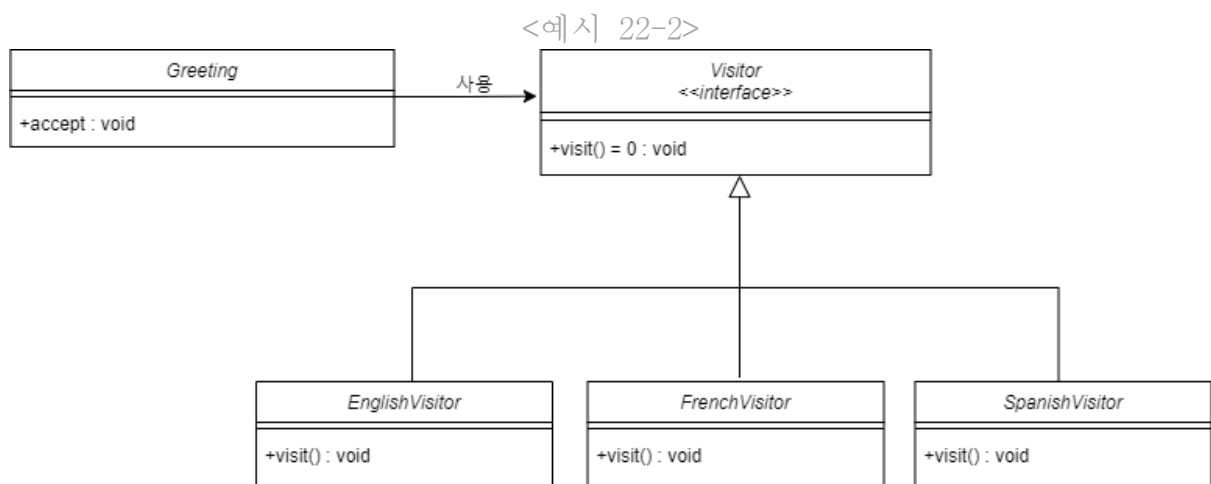 <예시 22-2>
Greeting
+accept : void
사용
Visitor
<<interface>>
+visit() = 0 : void
EnglishVisitor
+visit() : void
FrenchVisitor
+visit() : void
SpanishVisitor
+visit() : void